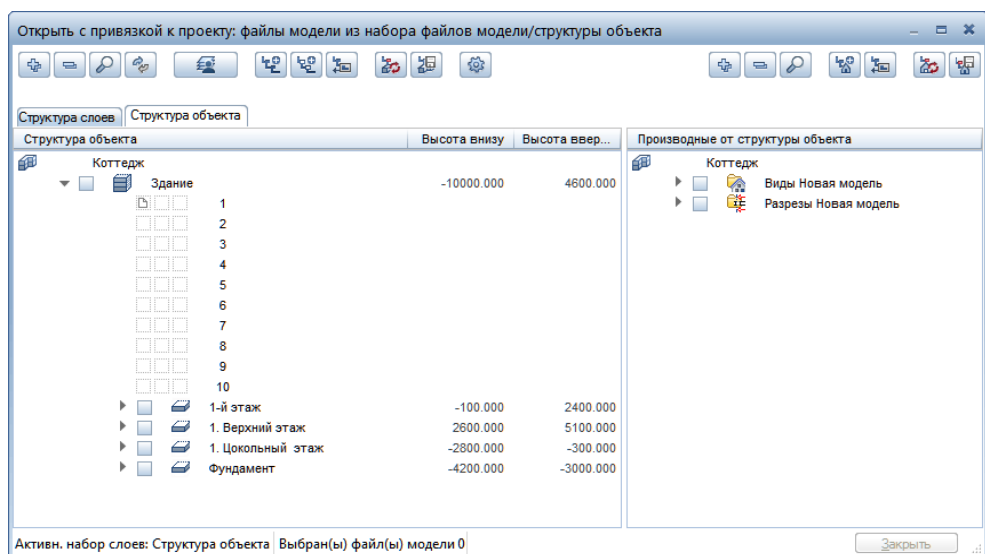 Открыть с привязкой к проекту: файлы модели из набора файлов модели/структуры объекта
Структура слоев Структура объекта
Структура объекта Высота внизу Высота ввер...
Коттедж
Здание -10000.000 4600.000
1
2
3
4
5
6
7
8
9
10
1-й этаж -100.000 2400.000
1. Верхний этаж 2600.000 5100.000
1. Цокольный этаж -2800.000 -300.000
Фундамент -4200.000 -3000.000
Производные от структуры объекта
Коттедж
Виды Новая модель
Разрезы Новая модель
Активн. набор слоев: Структура объекта Выбран(ы) файл(ы) модели 0
Закрыть